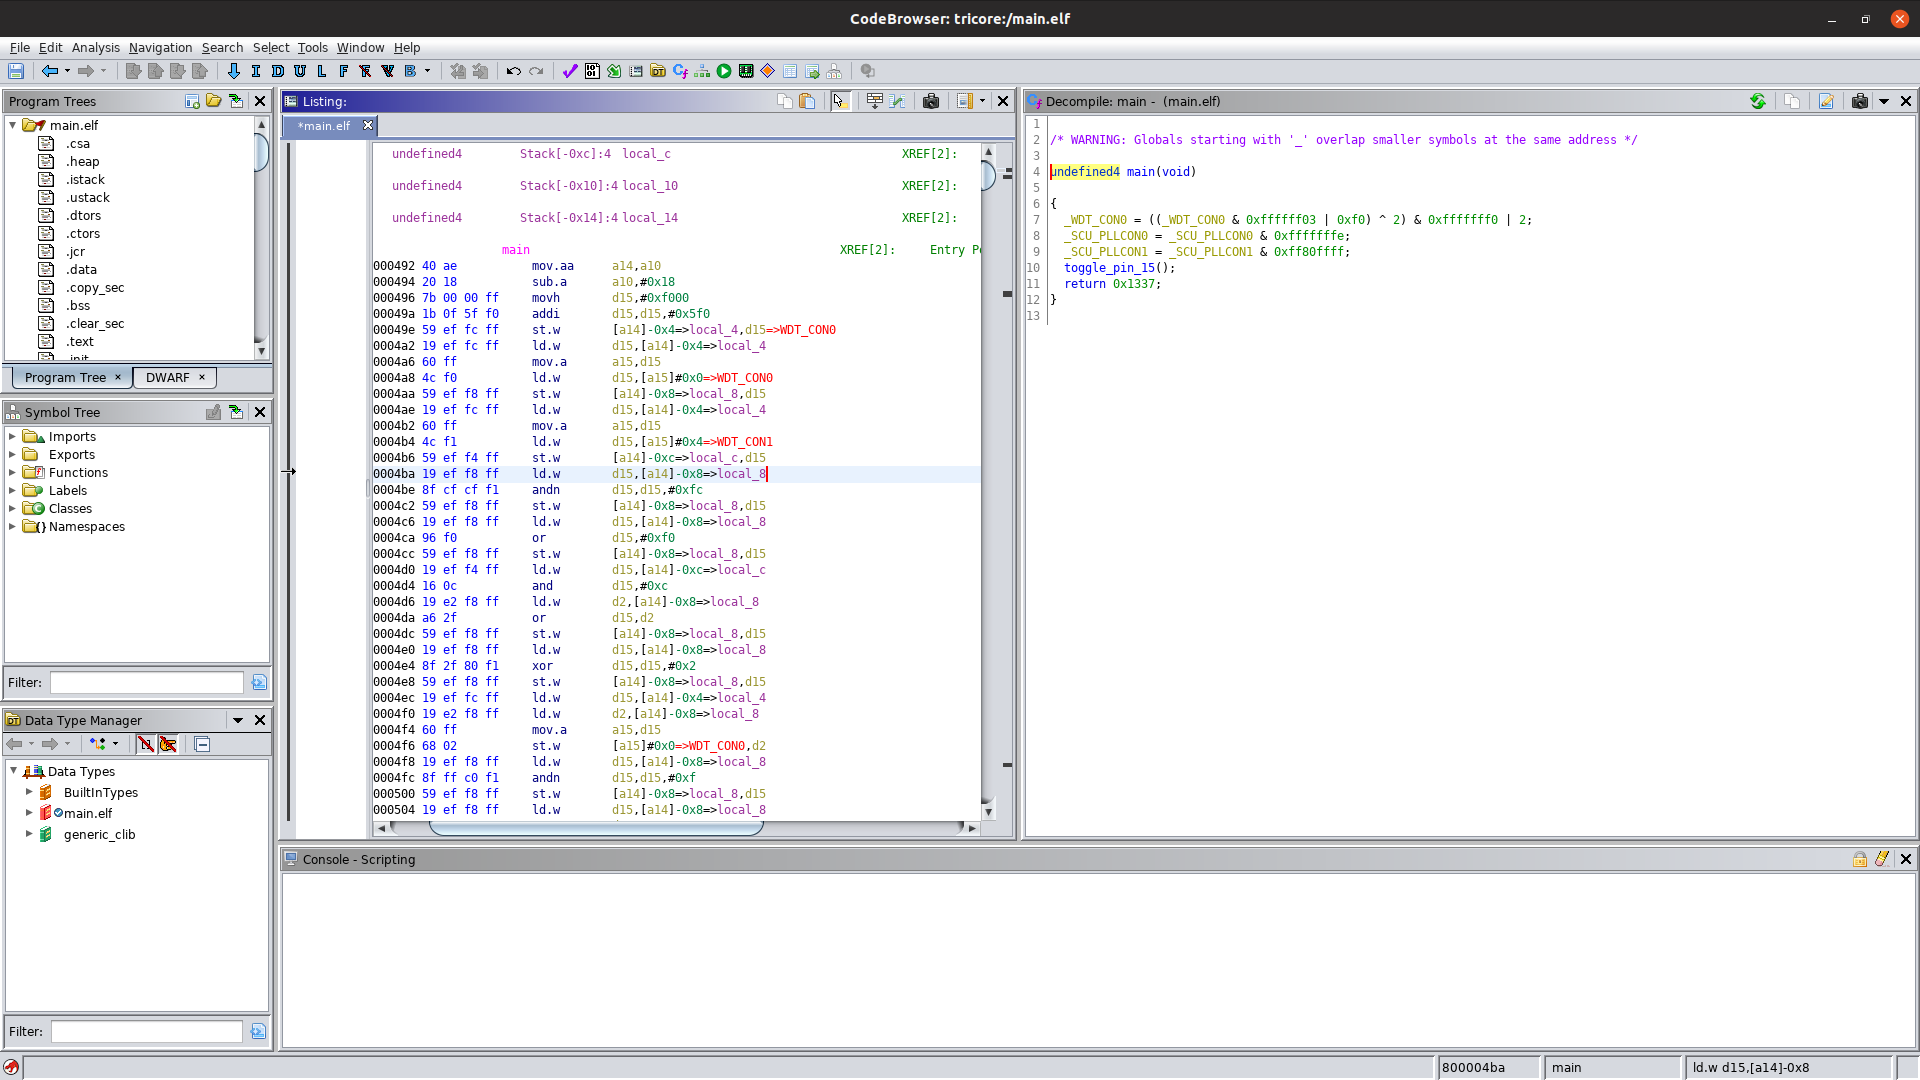 CodeBrowser: tricore:/main.elf
File Edit Analysis Navigation Search Select Tools Window Help
I D U L F F V B
Program Trees
main.elf
.csa
.heap
.istack
.ustack
.dtors
.ctors
.jcr
.data
.copy_sec
.bss
.clear_sec
.text
.init
Program Tree × DWARF ×
Symbol Tree
Imports
Exports
Functions
Labels
Classes
Namespaces
Filter:
Data Type Manager
Data Types
BuiltInTypes
main.elf
generic_clib
Filter:
Listing:
*main.elf
undefined4 Stack[-0xc]:4 local_c XREF[2]:
undefined4 Stack[-0x10]:4 local_10 XREF[2]:
undefined4 Stack[-0x14]:4 local_14 XREF[2]:
main XREF[2]: Entry P
000492 40 ae mov.aa a14,a10
000494 20 18 sub.a a10,#0x18
000496 7b 00 00 ff movh d15,#0xf000
00049a 1b 0f 5f f0 addi d15,d15,#0x5f0
00049e 59 ef fc ff st.w [a14]-0x4=>local_4,d15=>WDT_CON0
0004a2 19 ef fc ff ld.w d15,[a14]-0x4=>local_4
0004a6 60 ff mov.a a15,d15
0004a8 4c f0 ld.w d15,[a15]#0x0=>WDT_CON0
0004aa 59 ef f8 ff st.w [a14]-0x8=>local_8,d15
0004ae 19 ef fc ff ld.w d15,[a14]-0x4=>local_4
0004b2 60 ff mov.a a15,d15
0004b4 4c f1 ld.w d15,[a15]#0x4=>WDT_CON1
0004b6 59 ef f4 ff st.w [a14]-0xc=>local_c,d15
0004ba 19 ef f8 ff ld.w d15,[a14]-0x8=>local_8
0004be 8f cf cf f1 andn d15,d15,#0xfc
0004c2 59 ef f8 ff st.w [a14]-0x8=>local_8,d15
0004c6 19 ef f8 ff ld.w d15,[a14]-0x8=>local_8
0004ca 96 f0 or d15,#0xf0
0004cc 59 ef f8 ff st.w [a14]-0x8=>local_8,d15
0004d0 19 ef f4 ff ld.w d15,[a14]-0xc=>local_c
0004d4 16 0c and d15,#0xc
0004d6 19 e2 f8 ff ld.w d2,[a14]-0x8=>local_8
0004da a6 2f or d15,d2
0004dc 59 ef f8 ff st.w [a14]-0x8=>local_8,d15
0004e0 19 ef f8 ff ld.w d15,[a14]-0x8=>local_8
0004e4 8f 2f 80 f1 xor d15,d15,#0x2
0004e8 59 ef f8 ff st.w [a14]-0x8=>local_8,d15
0004ec 19 ef fc ff ld.w d15,[a14]-0x4=>local_4
0004f0 19 e2 f8 ff ld.w d2,[a14]-0x8=>local_8
0004f4 60 ff mov.a a15,d15
0004f6 68 02 st.w [a15]#0x0=>WDT_CON0,d2
0004f8 19 ef f8 ff ld.w d15,[a14]-0x8=>local_8
0004fc 8f ff c0 f1 andn d15,d15,#0xf
000500 59 ef f8 ff st.w [a14]-0x8=>local_8,d15
000504 19 ef f8 ff ld.w d15,[a14]-0x8=>local_8
Decompile: main - (main.elf)
1
2 /* WARNING: Globals starting with '_' overlap smaller symbols at the same address */
3
4 undefined4 main(void)
5
6 {
7 _WDT_CON0 = ((_WDT_CON0 & 0xffffff03 | 0xf0) ^ 2) & 0xfffffff0 | 2;
8 _SCU_PLLCON0 = _SCU_PLLCON0 & 0xfffffffe;
9 _SCU_PLLCON1 = _SCU_PLLCON1 & 0xff80ffff;
10 toggle_pin_15();
11 return 0x1337;
12 }
13
Console - Scripting
800004ba main ld.w d15,[a14]-0x8